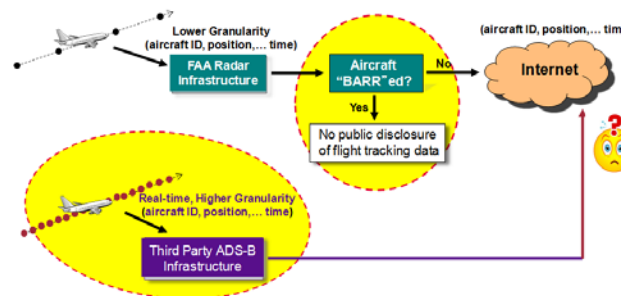 Lower Granularity
(aircraft ID, position,... time)
FAA Radar
Infrastructure
Aircraft
"BARR"ed?
No
Yes
No public disclosure
of flight tracking data
(aircraft ID, position,... tim
Internet
?
Real-time, Higher Granularity
(aircraft ID, position,... time)
Third Party ADS-B
Infrastructure